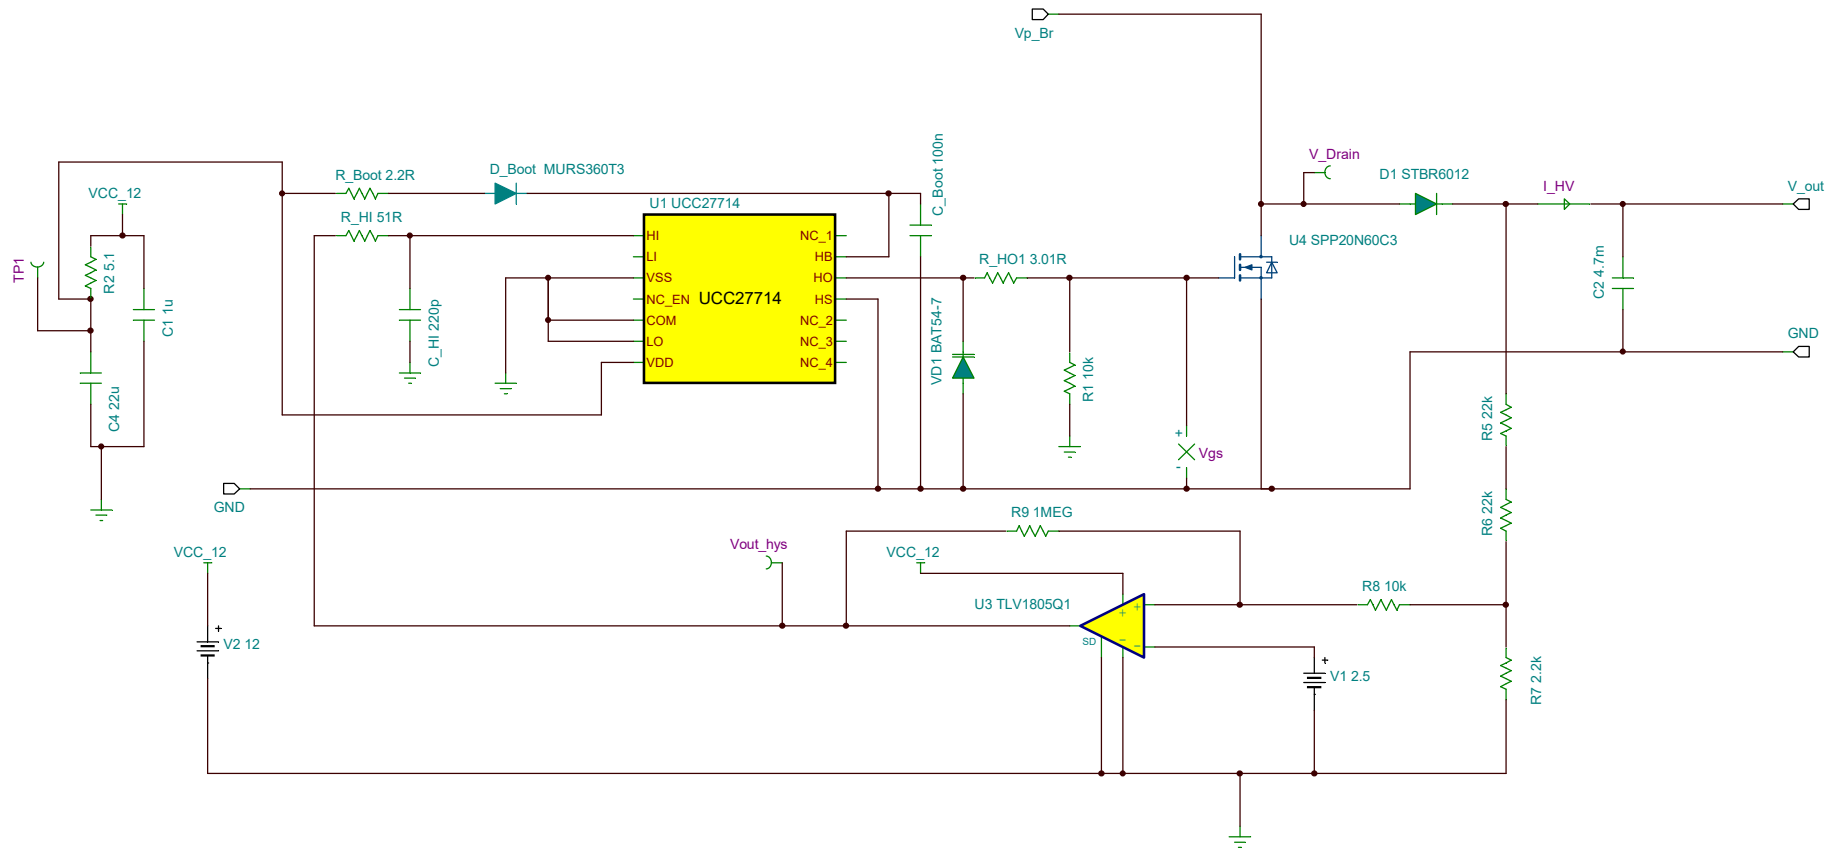 Vp_Br
V_Drain
D1 STBR6012
I_HV
V_out
C_Boot 100n
D_Boot  MURS360T3
R_Boot 2.2R
VCC_12
U1 UCC27714
R_HI 51R
U4 SPP20N60C3
HI
LI
VSS
NC_EN
COM
LO
VDD
UCC27714
NC_1
HB
HO
HS
NC_2
NC_3
NC_4
R_HO1 3.01R
TP1
R2 5.1
C1 1u
C4 22u
C_HI 220p
VD1 BAT54-7
R1 10k
C2 4.7m
GND
R5 22k
+
Vgs
-
GND
R9 1MEG
R6 22k
VCC_12
Vout_hys
VCC_12
U3 TLV1805Q1
R8 10k
+
+
SD
-
-
+
V2 12
+
V1 2.5
R7 2.2k